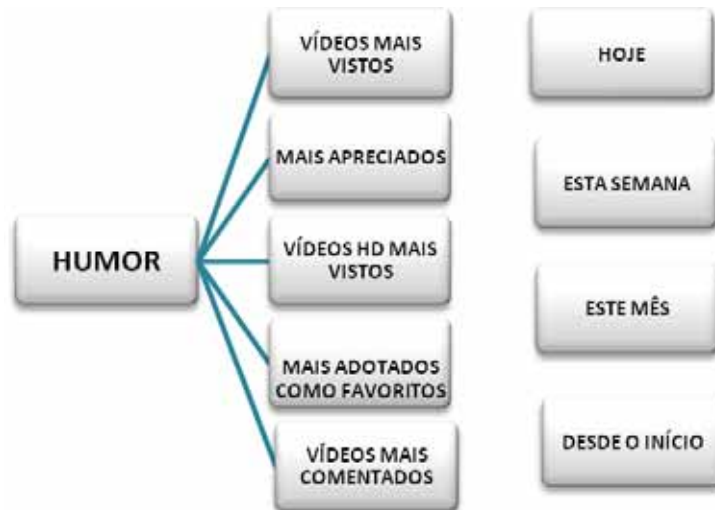 HUMOR
VÍDEOS MAIS
VISTOS
MAIS APRECIADOS
VÍDEOS HD MAIS
VISTOS
MAIS ADOTADOS
COMO FAVORITOS
VÍDEOS MAIS
COMENTADOS
HOJE
ESTA SEMANA
ESTE MÊS
DESDE O INÍCIO